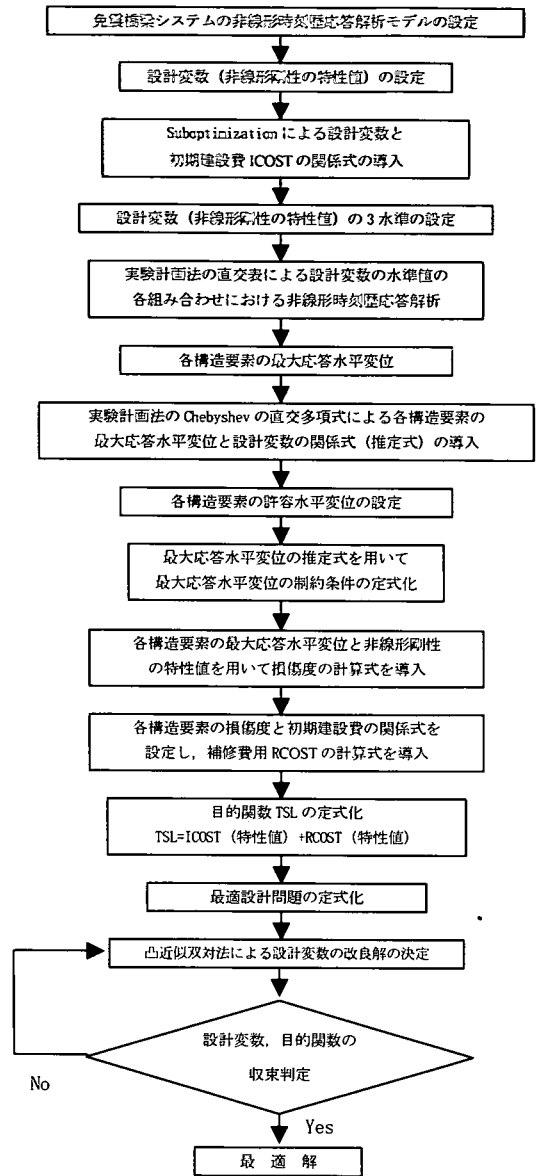 免震橋梁システムの非線形時刻歴応答解析モデルの設定
設計変数（非線形剛性の特性値）の設定
Suboptimizationによる設計変数と
初期建設費ICOSTの関係式の導入
設計変数（非線形剛性の特性値）の3水準の設定
実験計画法の直交表による設計変数の水準値の
各組み合わせにおける非線形時刻歴応答解析
各構造要素の最大応答水平変位
実験計画法のChebyshevの直交多項式による各構造要素の
最大応答水平変位と設計変数の関係式（推定式）の導入
各構造要素の許容水平変位の設定
最大応答水平変位の推定式を用いて
最大応答水平変位の制約条件の定式化
各構造要素の最大応答水平変位と非線形剛性
の特性値を用いて損傷度の計算式を導入
各構造要素の損傷度と初期建設費の関係式を
設定し，補修費用RCOSTの計算式を導入
目的関数TSLの定式化
TSL=ICOST（特性値）+RCOST（特性値）
最適設計問題の定式化
凸近似双対法による設計変数の改良解の決定
設計変数，目的関数の
収束判定
No
Yes
最 適 解